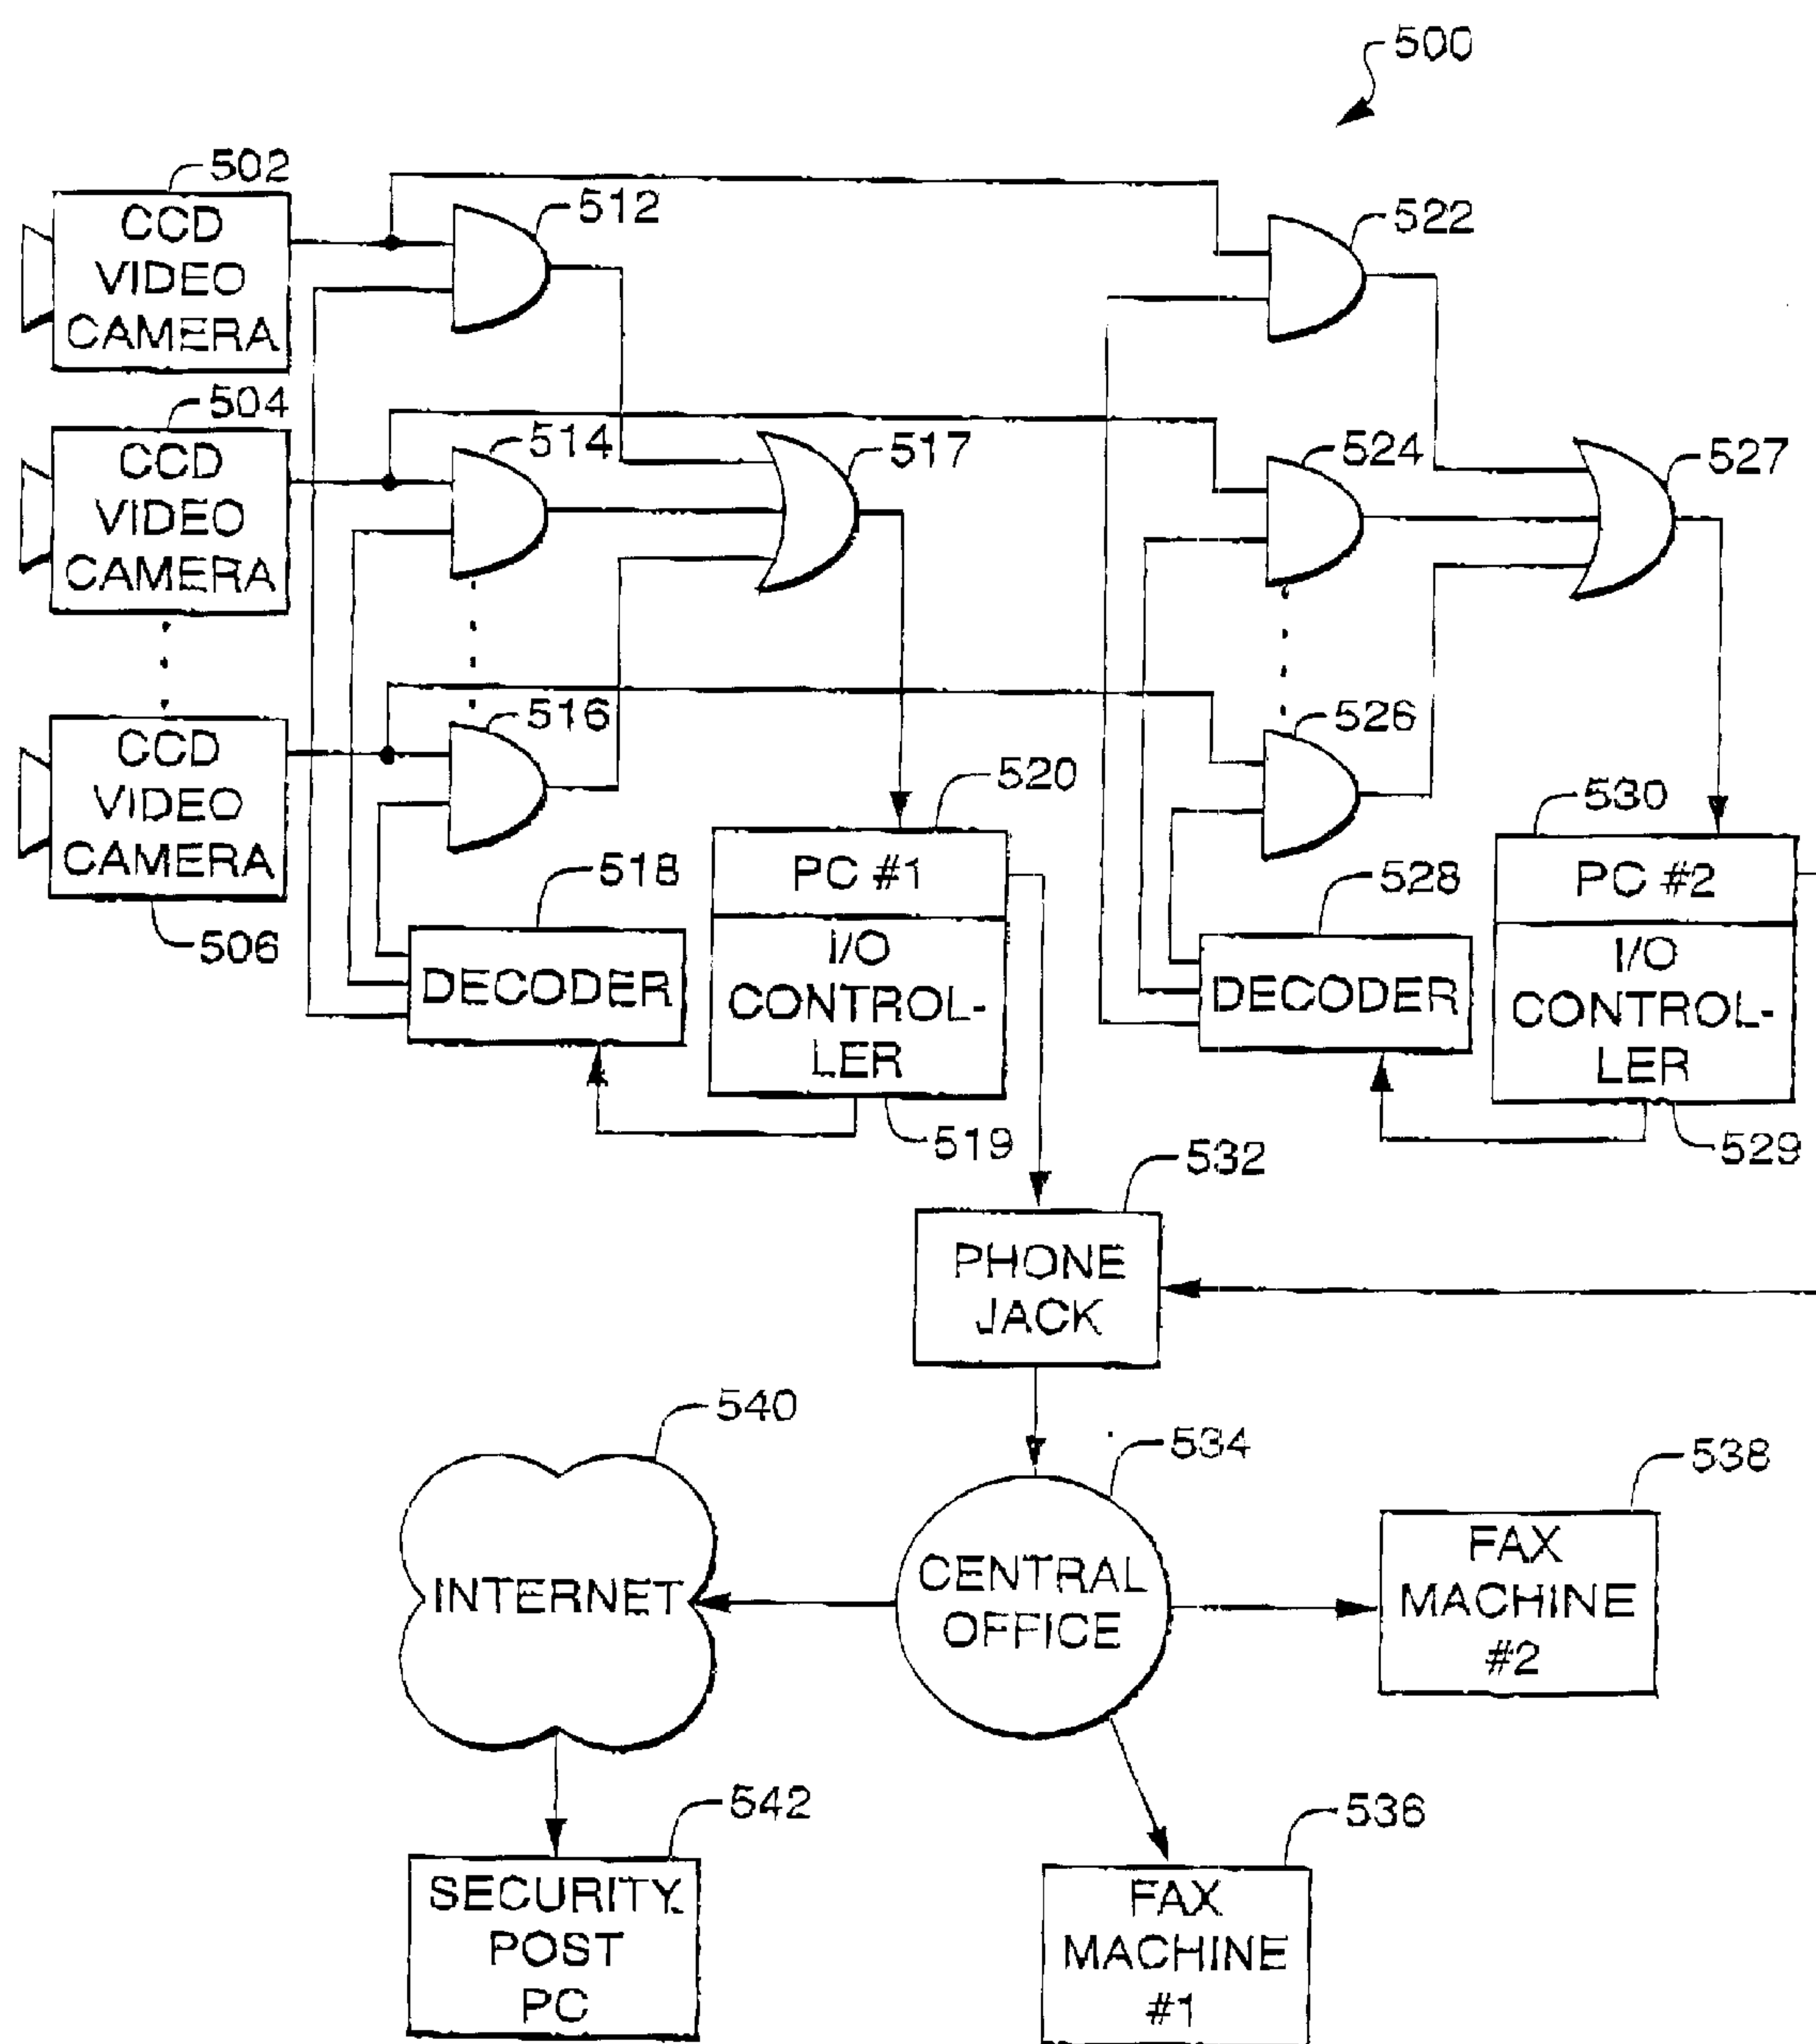 500
502
CCD
VIDEO
CAMERA
512
522
504
CCD
VIDEO
CAMERA
514
517
524
527
CCD
VIDEO
CAMERA
506
516
526
520
PC #1
I/O
CONTROL-
LER
519
518
DECODER
528
DECODER
530
PC #2
I/O
CONTROL-
LER
529
532
PHONE
JACK
540
INTERNET
534
CENTRAL
OFFICE
538
FAX
MACHINE
#2
542
SECURITY
POST
PC
536
FAX
MACHINE
#1